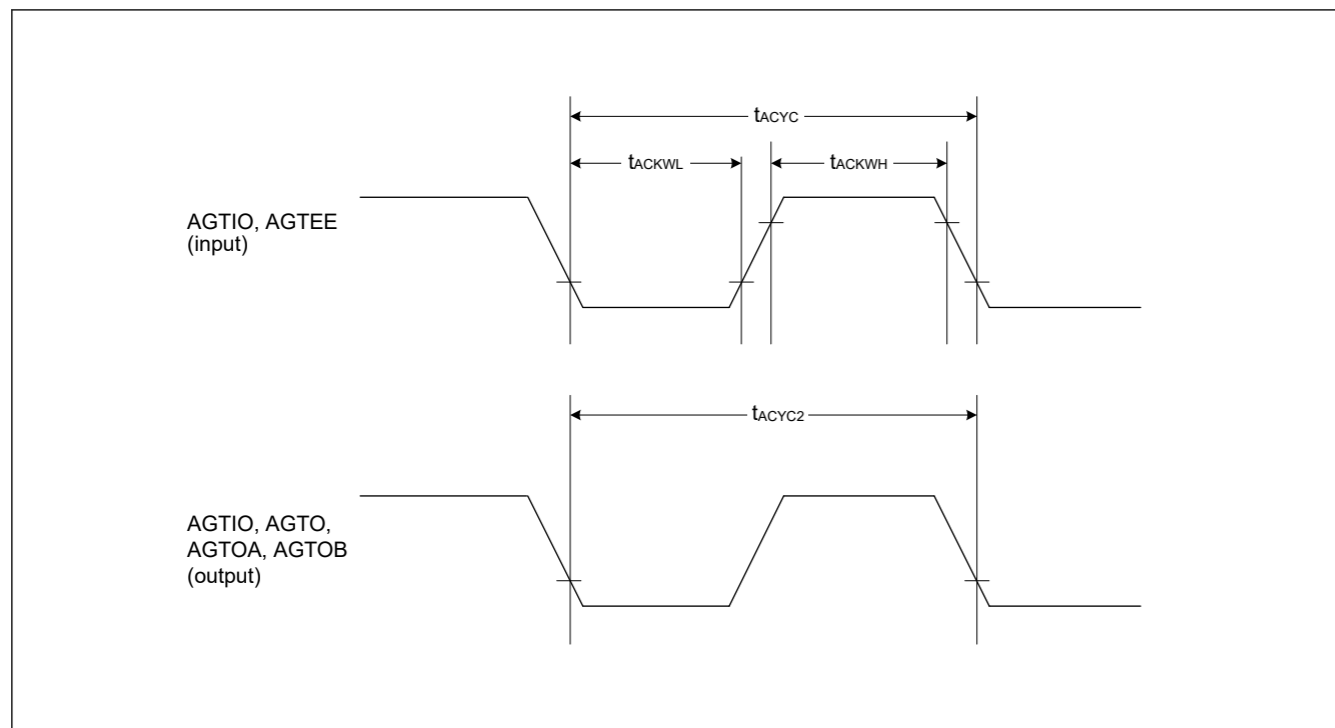 tACYC
tACKWL
tACKWH
AGTIO, AGTEE
(input)
tACYC2
AGTIO, AGTO,
AGTOA, AGTOB
(output)